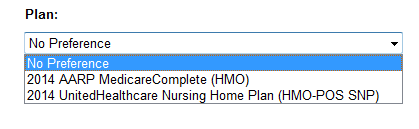 Plan:
No Preference
No Preference
2014 AARP MedicareComplete (HMO)
2014 UnitedHealthcare Nursing Home Plan (HMO-POS SNP)